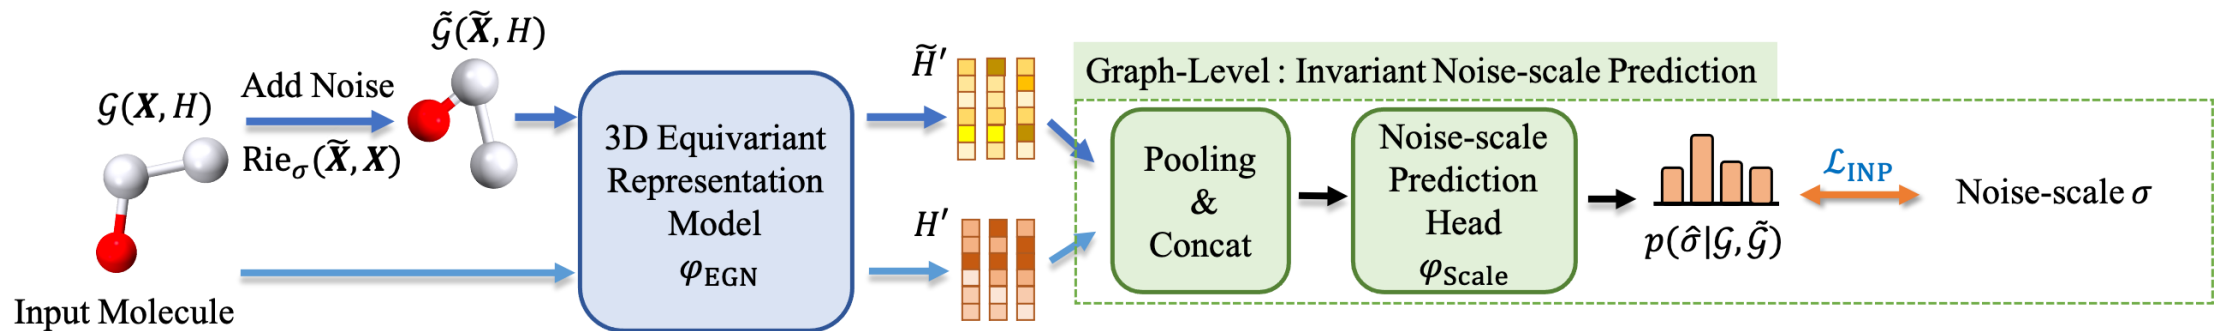 𝒢(X, H)
Input Molecule
Add Noise
Rie_σ(X̃, X)
𝒢̃(X̃, H)
3D Equivariant
Representation
Model
φ_EGN
H̃′
H′
Graph-Level : Invariant Noise-scale Prediction
Pooling
&
Concat
Noise-scale
Prediction
Head
φ_Scale
p(σ̂|𝒢, 𝒢̃)
ℒ_INP
Noise-scale σ